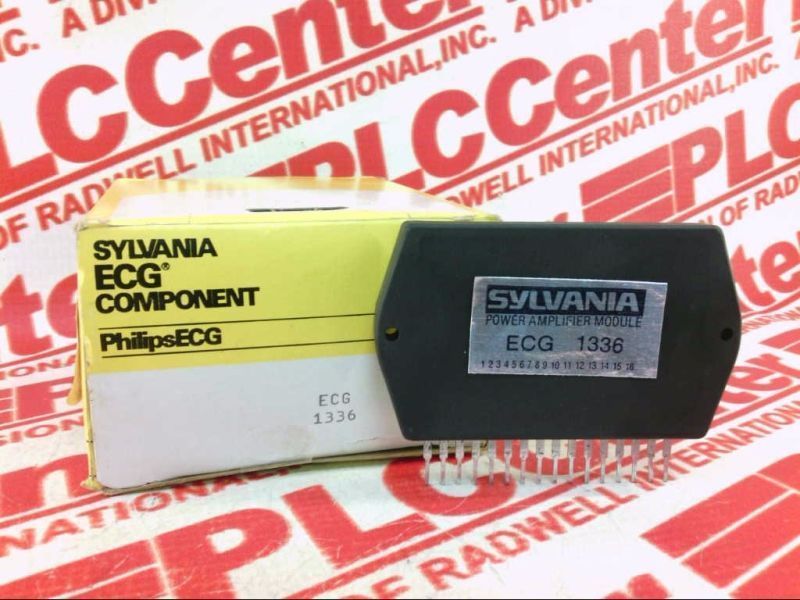 PLCCenter
A DIVISION OF RADWELL INTERNATIONAL, INC.
SYLVANIA
ECG®
COMPONENT
PhilipsECG
ECG
1336
SYLVANIA
POWER AMPLIFIER MODULE
ECG 1336
1 2 3 4 5 6 7 8 9 10 11 12 13 14 15 16